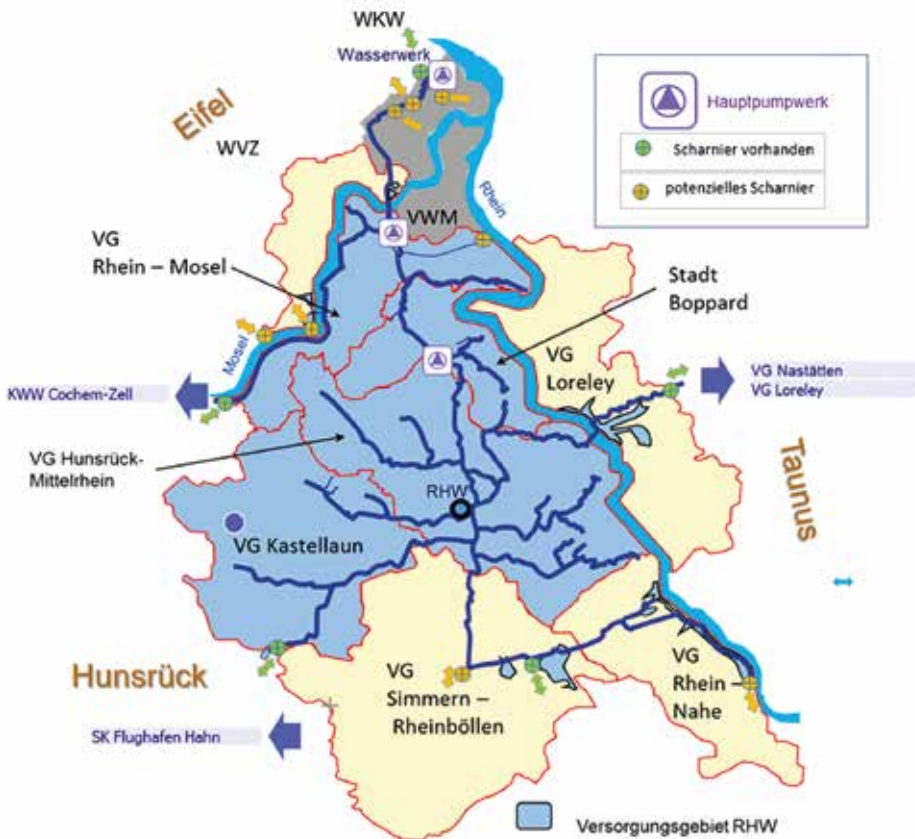 WKW
Wasserwerk
Eifel
WVZ
Hauptpumpwerk
Scharnier vorhanden
potenzielles Scharnier
Rhein
VWM
VG
Rhein – Mosel
Stadt
Boppard
Mosel
VG
Loreley
KWW Cochem-Zell
VG Nastätten
VG Loreley
VG Hunsrück-
Mittelrhein
Taunus
RHW
VG Kastellaun
Hunsrück
VG
Simmern –
Rheinböllen
VG
Rhein –
Nahe
SK Flughafen Hahn
Versorgungsgebiet RHW